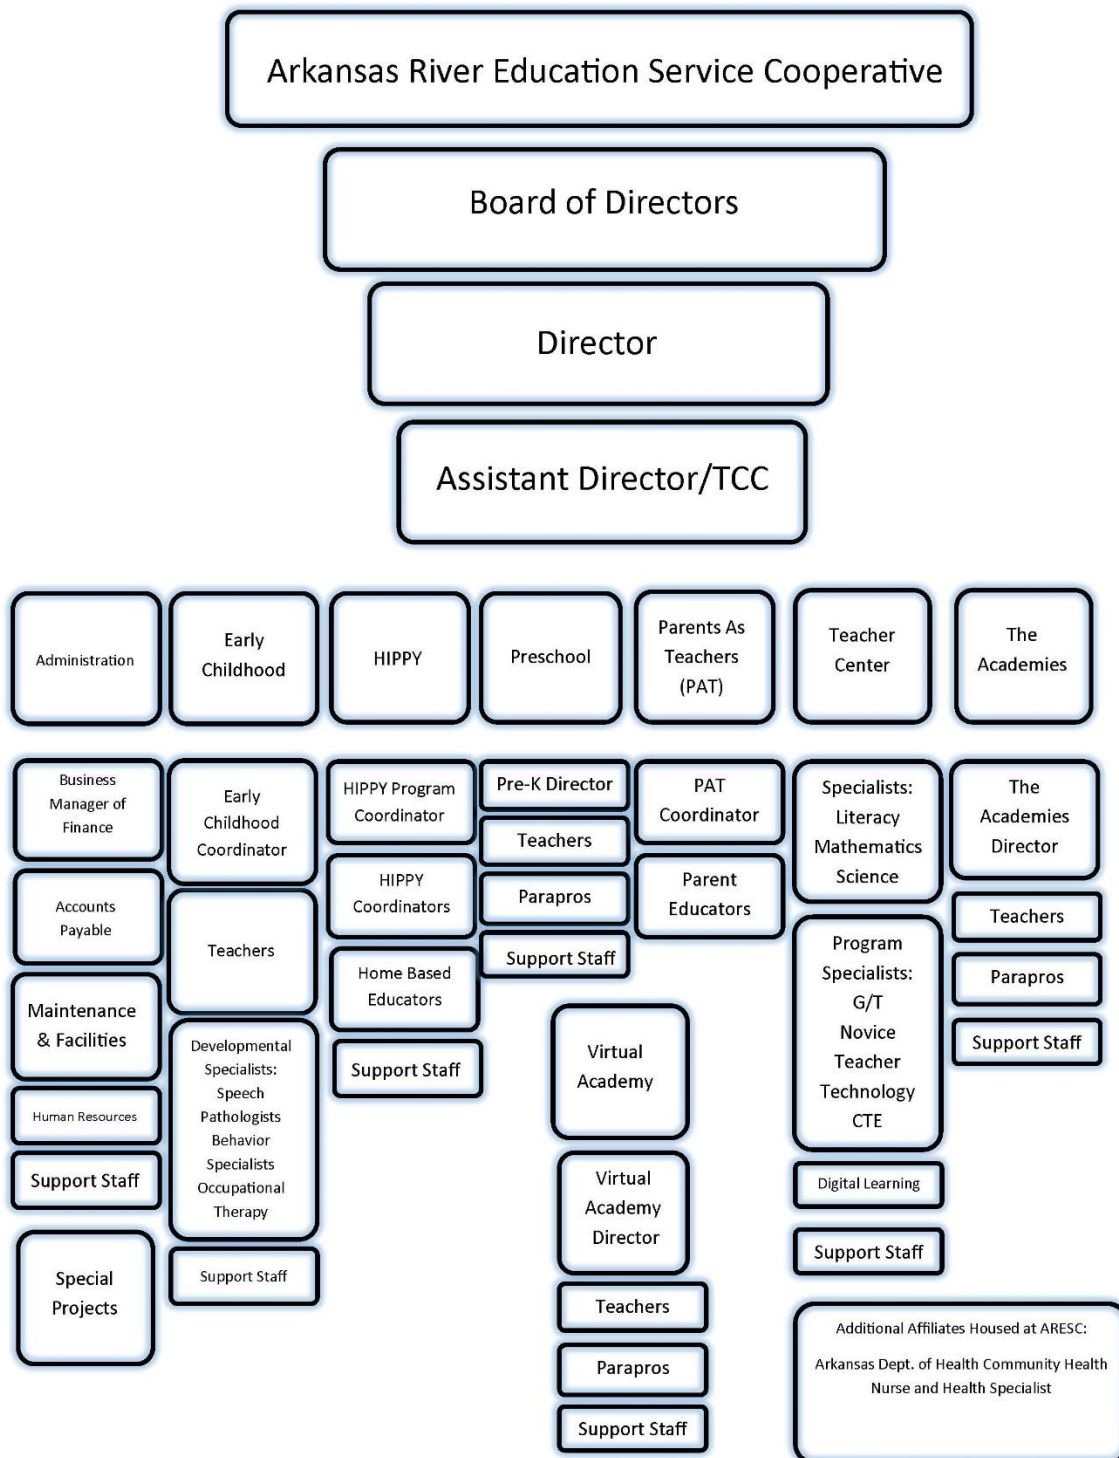 Arkansas River Education Service Cooperative
Board of Directors
Director
Assistant Director/TCC
Administration
Early
Childhood
HIPPY
Preschool
Parents As
Teachers
(PAT)
Teacher
Center
The
Academies
Business
Manager of
Finance
Accounts
Payable
Maintenance
& Facilities
Human Resources
Support Staff
Special
Projects
Early
Childhood
Coordinator
Teachers
Developmental
Specialists:
Speech
Pathologists
Behavior
Specialists
Occupational
Therapy
Support Staff
HIPPY Program
Coordinator
HIPPY
Coordinators
Home Based
Educators
Support Staff
Pre-K Director
Teachers
Parapros
Support Staff
PAT
Coordinator
Parent
Educators
Virtual
Academy
Virtual
Academy
Director
Teachers
Parapros
Support Staff
Specialists:
Literacy
Mathematics
Science
Program
Specialists:
G/T
Novice
Teacher
Technology
CTE
Digital Learning
Support Staff
The
Academies
Director
Teachers
Parapros
Support Staff
Additional Affiliates Housed at ARESC:
Arkansas Dept. of Health Community Health
Nurse and Health Specialist